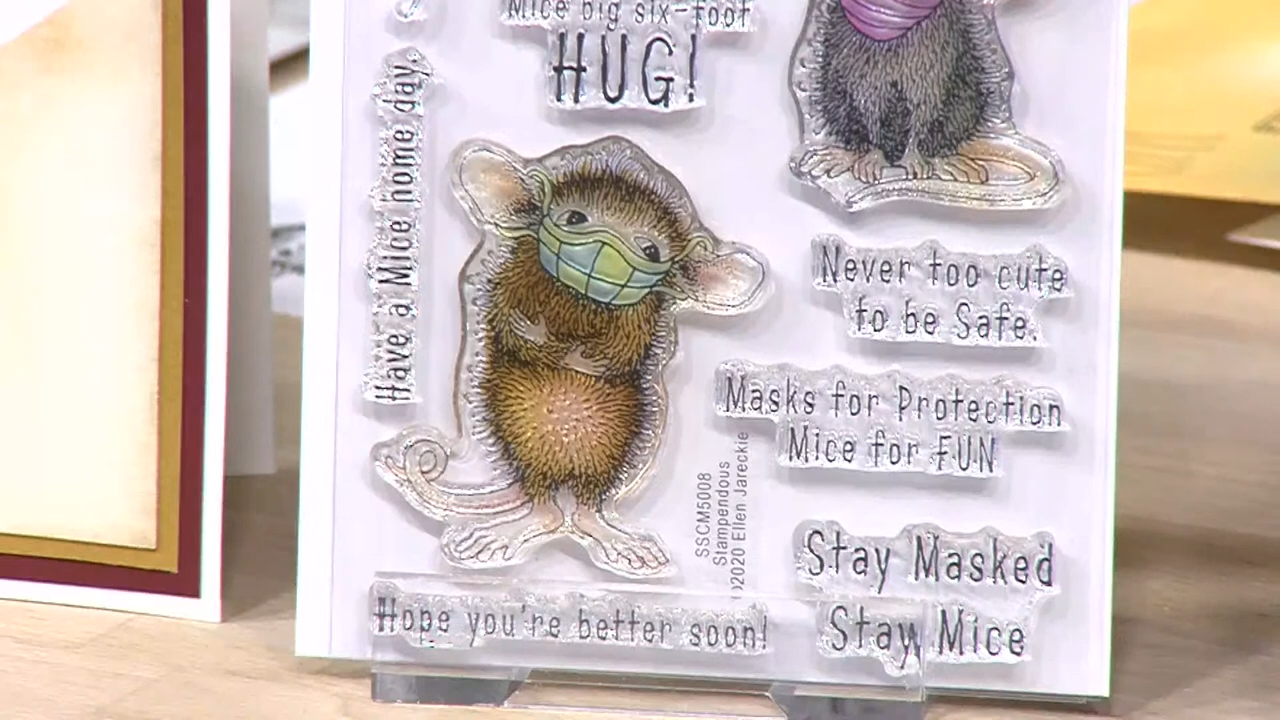 Mice big six-foot
HUG!
Have a Mice home day.
Never too cute
to be Safe.
Masks for Protection
Mice for FUN
SSCM5008
Stampendous
©2020 Ellen Jareckie
Stay Masked
Stay Mice
Hope you're better soon!